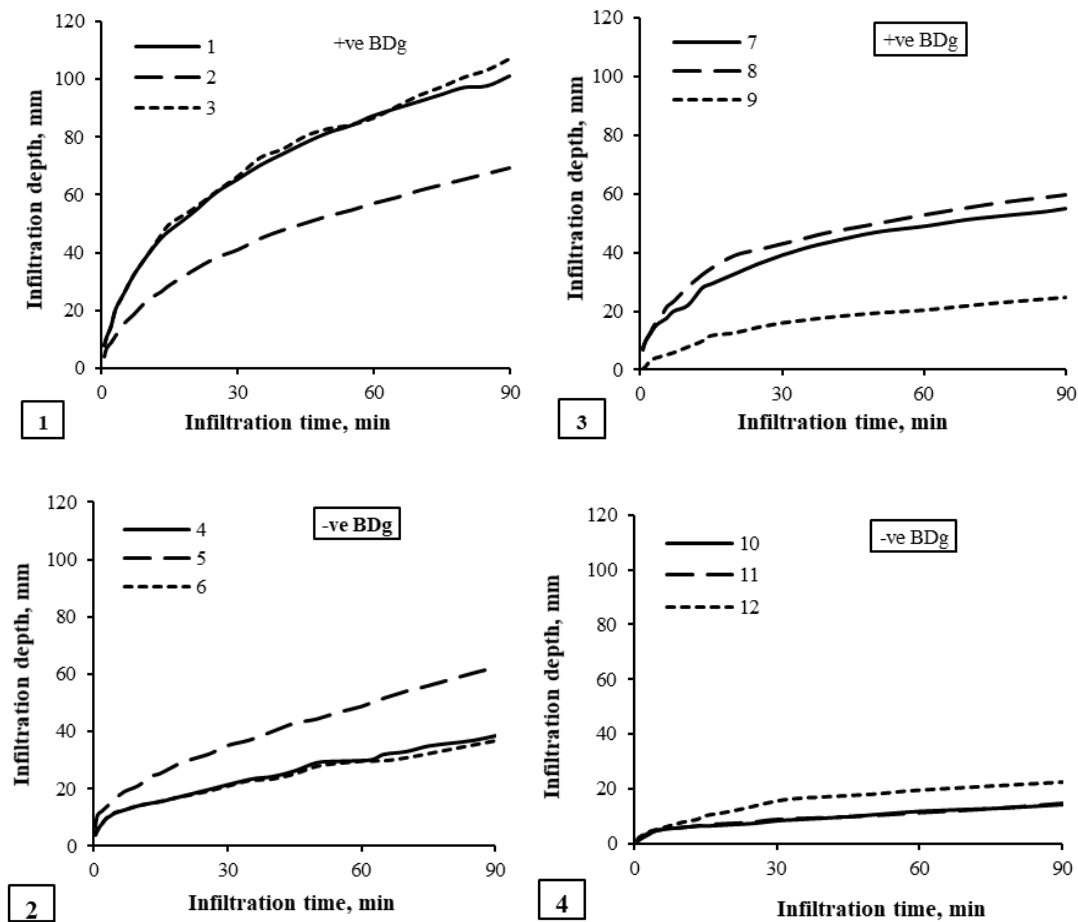 120
100
80
60
40
20
0
Infiltration depth, mm
1
2
3
+ve BDg
0 30 60 90
Infiltration time, min
1
120
100
80
60
40
20
0
Infiltration depth, mm
7
8
9
+ve BDg
0 30 60 90
Infiltration time, min
3
120
100
80
60
40
20
0
Infiltration depth, mm
4
5
6
-ve BDg
0 30 60 90
Infiltration time, min
2
120
100
80
60
40
20
0
Infiltration depth, mm
10
11
12
-ve BDg
0 30 60 90
Infiltration time, min
4